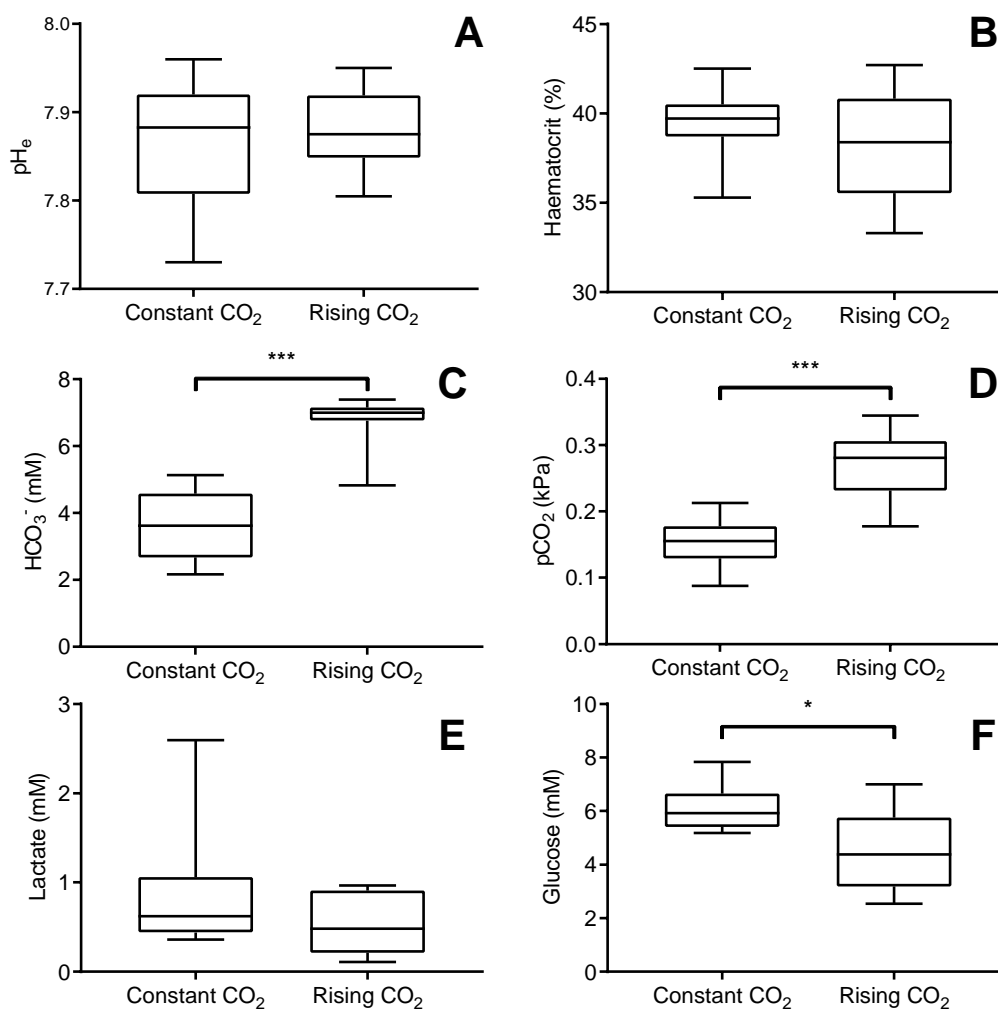 A
8.0
7.9
7.8
7.7
pHₑ
Constant CO₂
Rising CO₂
B
45
40
35
30
Haematocrit (%)
Constant CO₂
Rising CO₂
C
***
8
6
4
2
0
HCO₃⁻ (mM)
Constant CO₂
Rising CO₂
D
***
0.4
0.3
0.2
0.1
0.0
pCO₂ (kPa)
Constant CO₂
Rising CO₂
E
3
2
1
0
Lactate (mM)
Constant CO₂
Rising CO₂
F
*
10
8
6
4
2
0
Glucose (mM)
Constant CO₂
Rising CO₂